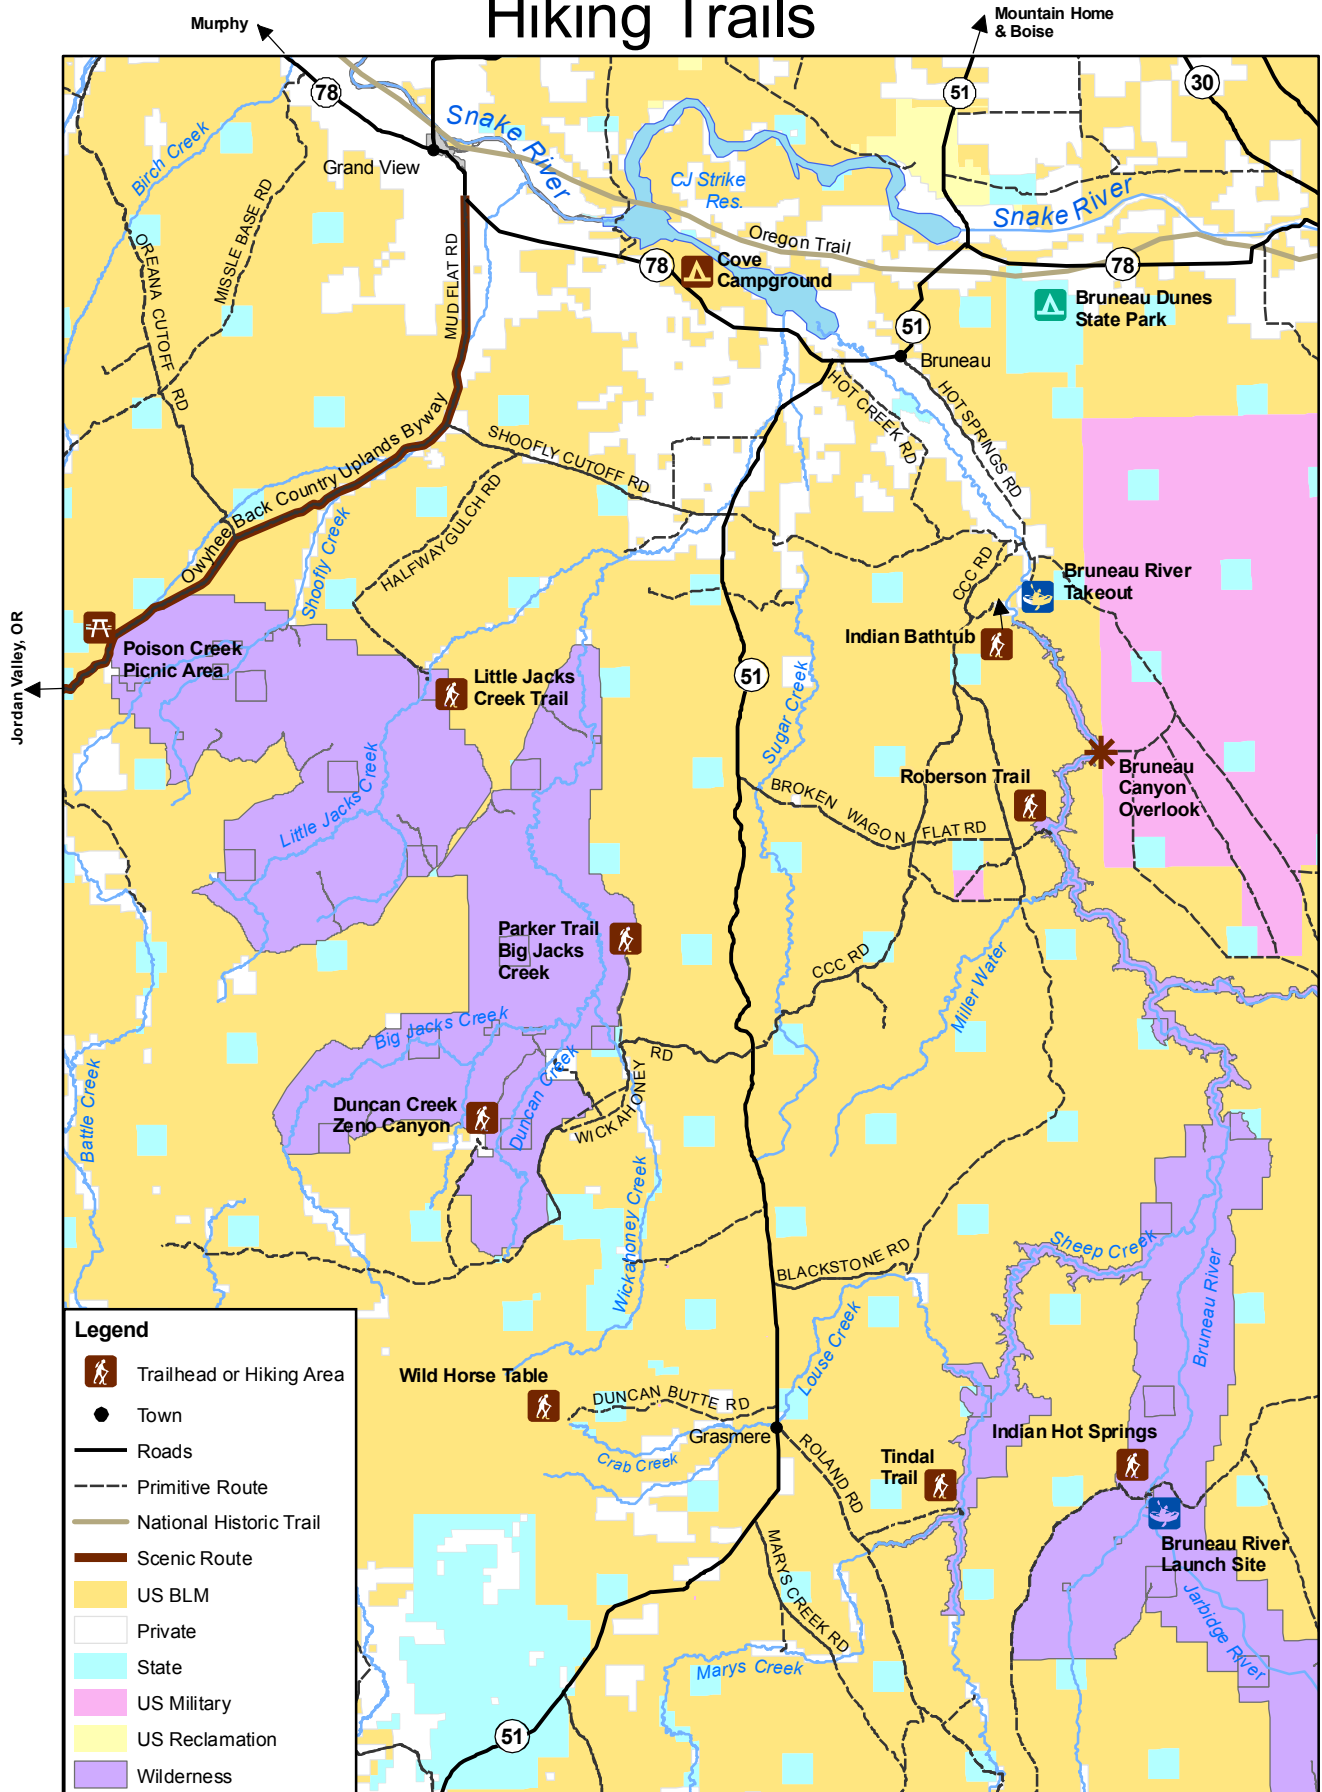 Hiking Trails
Murphy
Mountain Home
& Boise
78
51
30
Snake River
Grand View
Birch Creek
CJ Strike
Res.
MISSLE BASE RD
Snake River
OREANA CUTOFF RD
MUD FLAT RD
Oregon Trail
78
Cove
Campground
78
Bruneau Dunes
State Park
51
Bruneau
HOT CREEK RD
HOT SPRINGS RD
Owyhee Back Country Uplands Byway
SHOOFLY CUTOFF RD
HALFWAY GULCH RD
Shoofly Creek
CCC RD
Bruneau River
Takeout
Jordan Valley, OR
Poison Creek
Picnic Area
Indian Bathtub
Little Jacks
Creek Trail
51
Sugar Creek
Little Jacks Creek
Roberson Trail
Bruneau
Canyon
Overlook
BROKEN WAGON FLAT RD
Parker Trail
Big Jacks
Creek
CCC RD
Miller Water
Big Jacks Creek
RD
Battle Creek
Duncan Creek
Zeno Canyon
Duncan Creek
WICKAHONEY
Wickahoney Creek
Sheep Creek
BLACKSTONE RD
Bruneau River
Louse Creek
Wild Horse Table
DUNCAN BUTTE RD
Grasmere
Crab Creek
ROLAND RD
Tindal
Trail
Indian Hot Springs
Bruneau River
Launch Site
MARYS CREEK RD
Jarbidge River
Marys Creek
51
Legend
Trailhead or Hiking Area
Town
Roads
Primitive Route
National Historic Trail
Scenic Route
US BLM
Private
State
US Military
US Reclamation
Wilderness